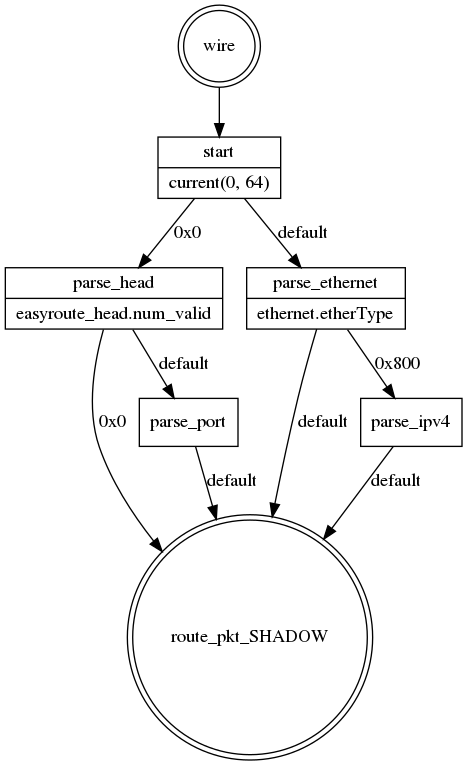 wire
start
current(0, 64)
0x0
default
parse_head
easyroute_head.num_valid
parse_ethernet
ethernet.etherType
default
0x800
0x0
parse_port
default
parse_ipv4
default
default
route_pkt_SHADOW